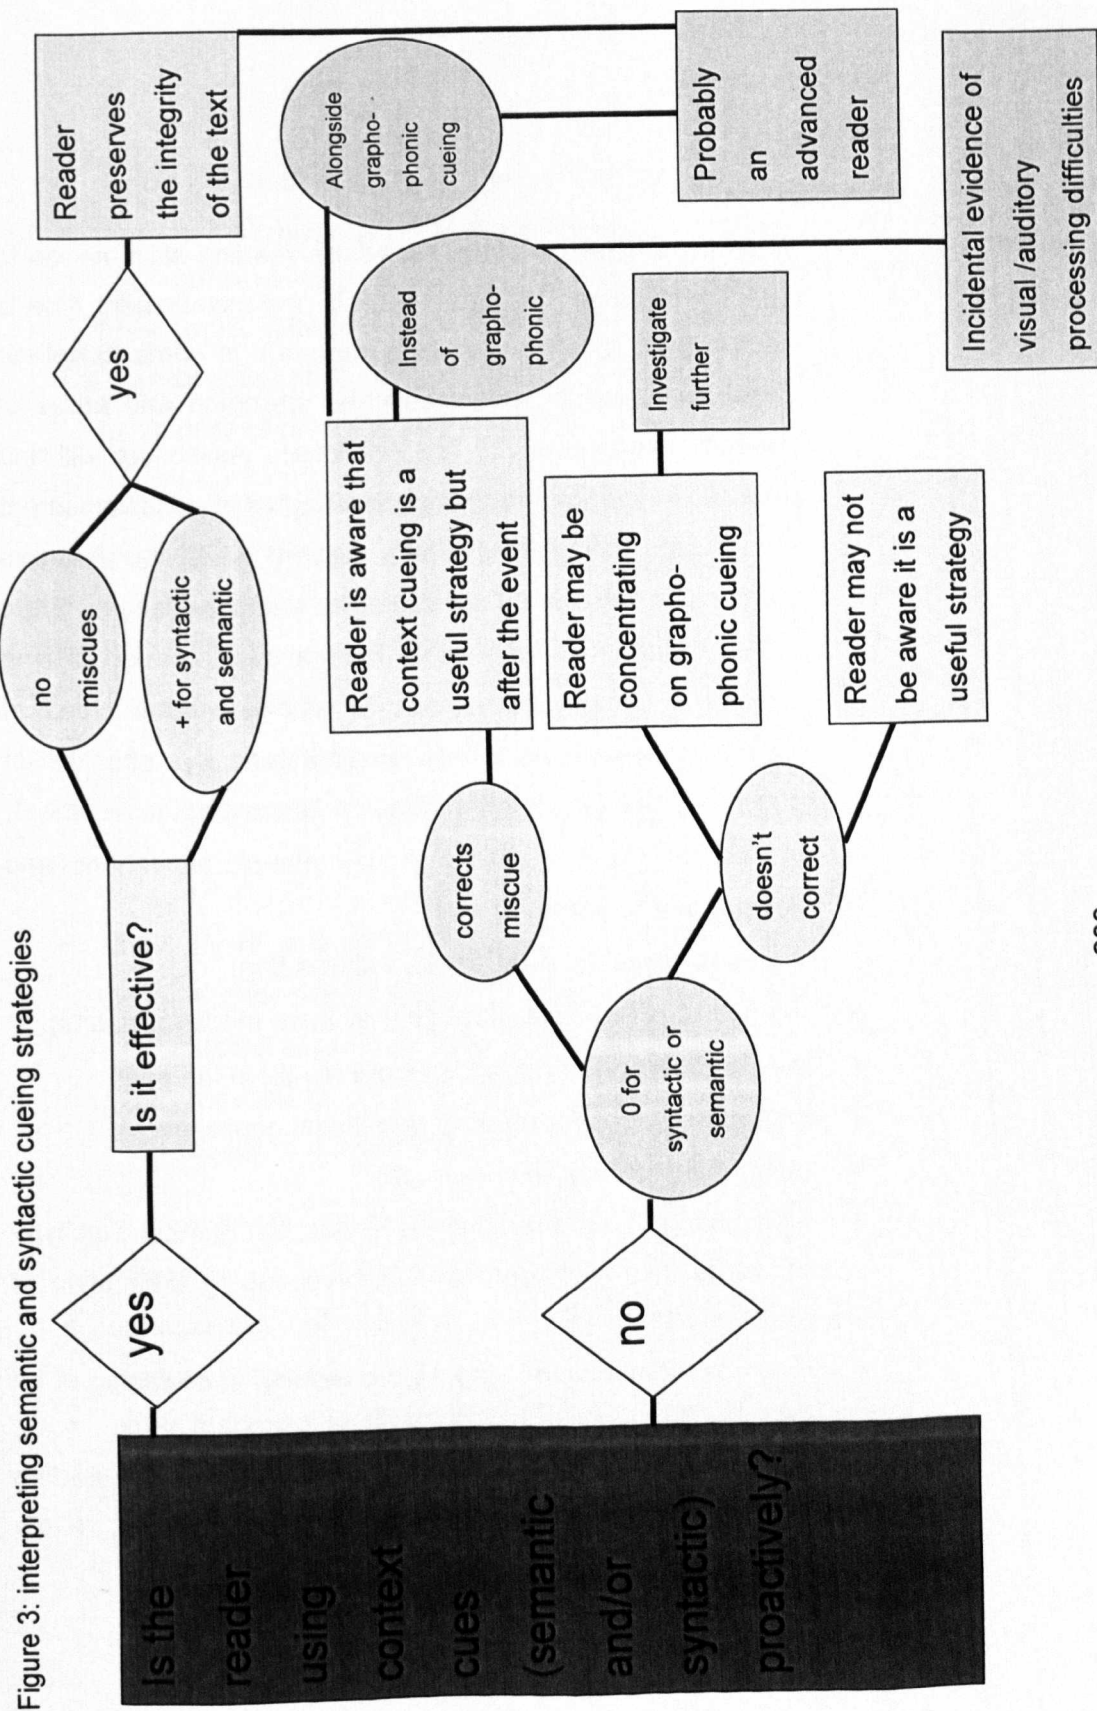 Figure 3: interpreting semantic and syntactic cueing strategies
Is the
reader
using
context
cues
(semantic
and/or
syntactic)
proactively?
yes
Is it effective?
no
miscues
+ for syntactic
and semantic
yes
Reader
preserves
the integrity
of the text
no
0 for
syntactic or
semantic
corrects
miscue
Reader is aware that
context cueing is a
useful strategy but
after the event
Alongside
grapho-
phonic
cueing
Instead
of
grapho-
phonic
Probably
an
advanced
reader
Incidental evidence of
visual /auditory
processing difficulties
doesn't
correct
Reader may be
concentrating
on grapho-
phonic cueing
Investigate
further
Reader may not
be aware it is a
useful strategy